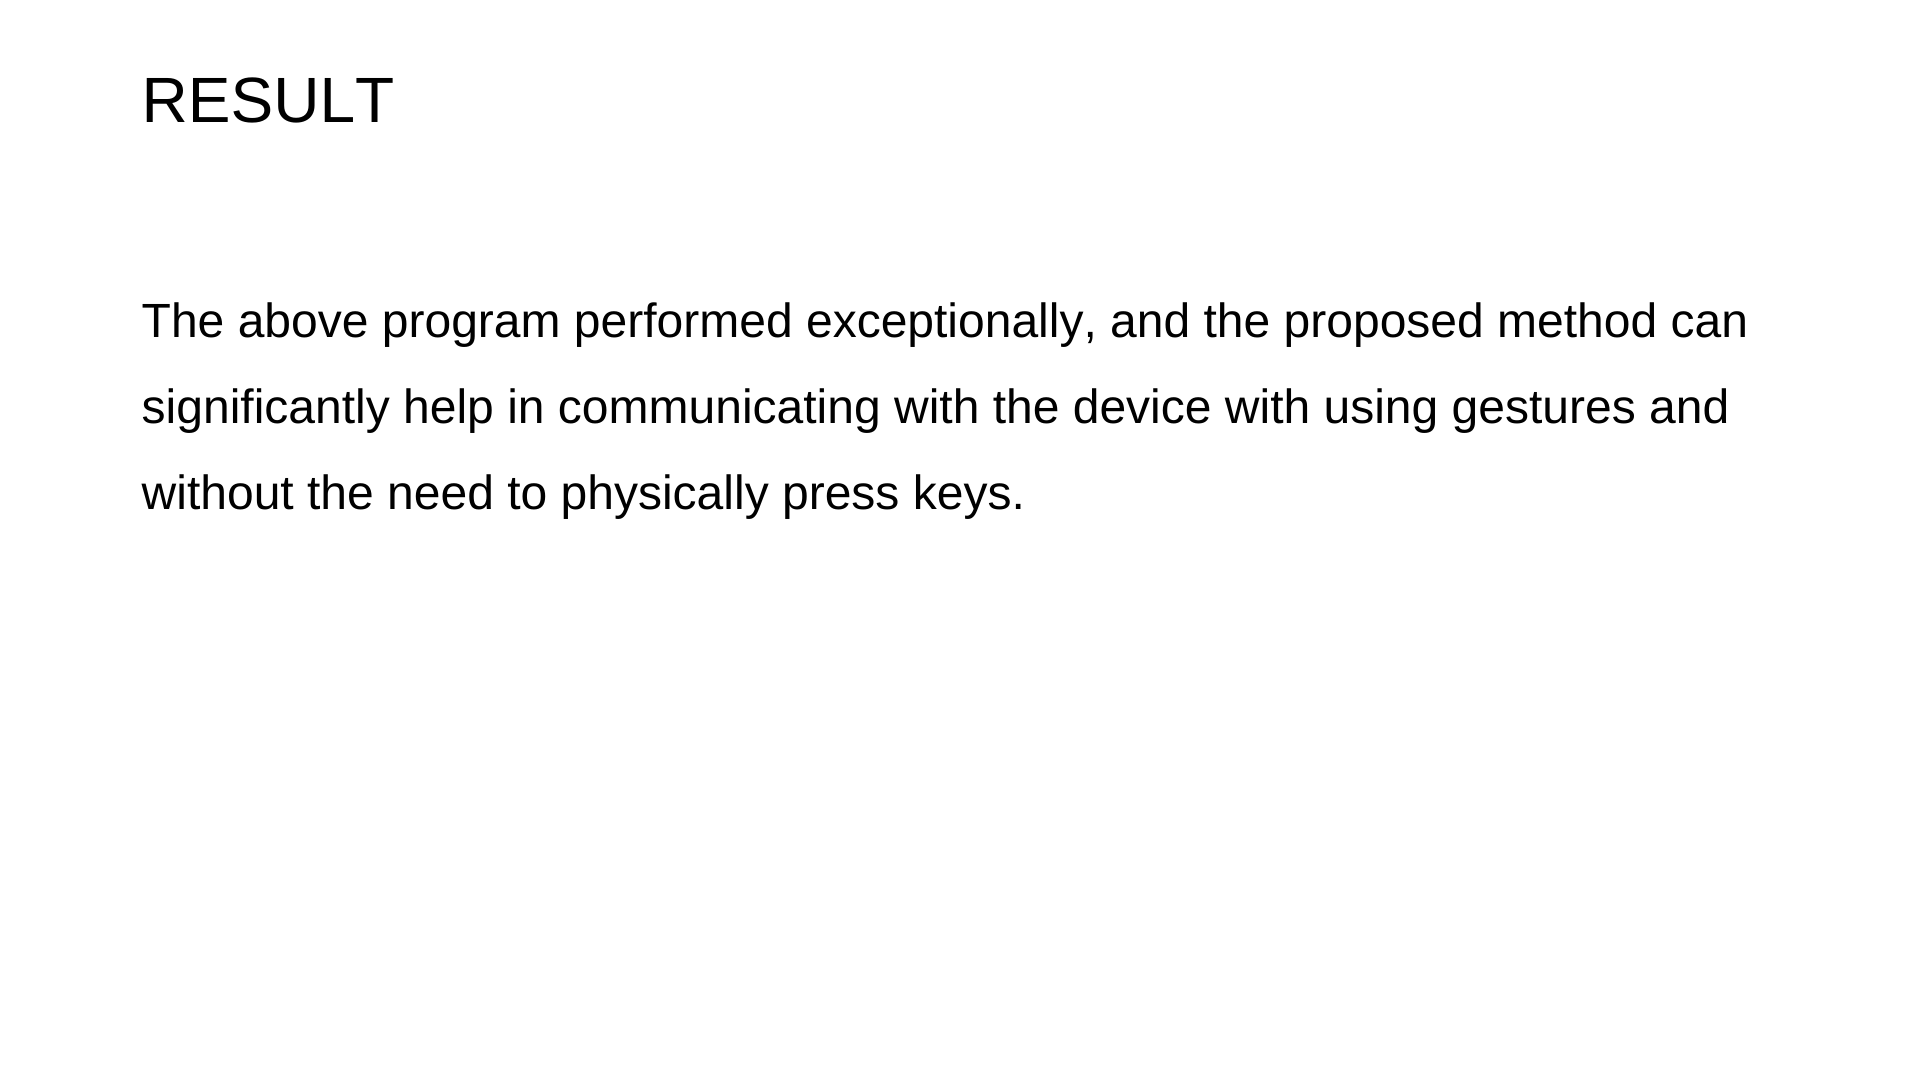 RESULT
The above program performed exceptionally, and the proposed method can
significantly help in communicating with the device with using gestures and
without the need to physically press keys.